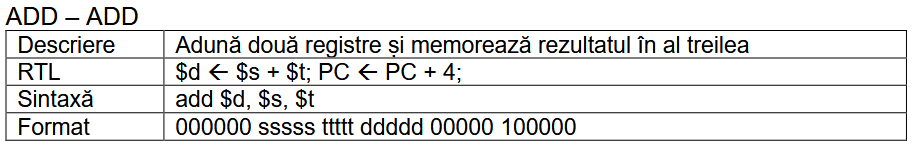 ADD – ADD
Descriere Adună două registre și memorează rezultatul în al treilea
RTL $d ← $s + $t; PC ← PC + 4;
Sintaxă add $d, $s, $t
Format 000000 sssss ttttt ddddd 00000 100000